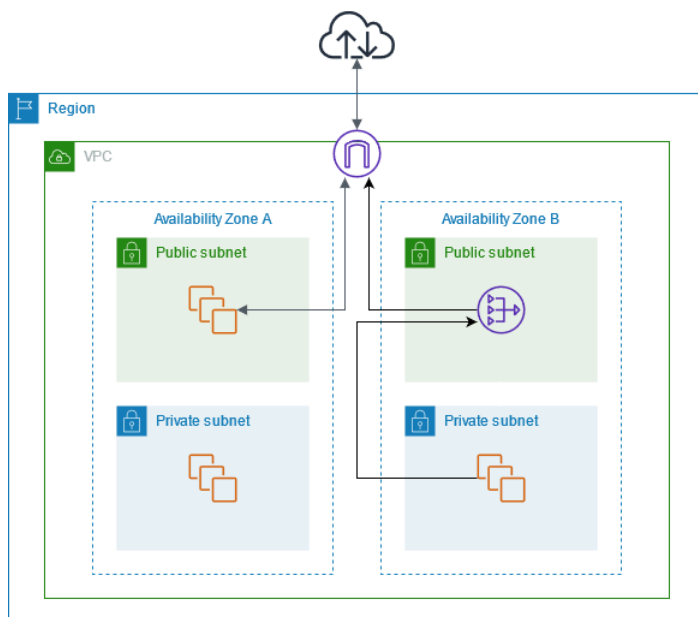 Region
VPC
Availability Zone A
Availability Zone B
Public subnet
Public subnet
Private subnet
Private subnet